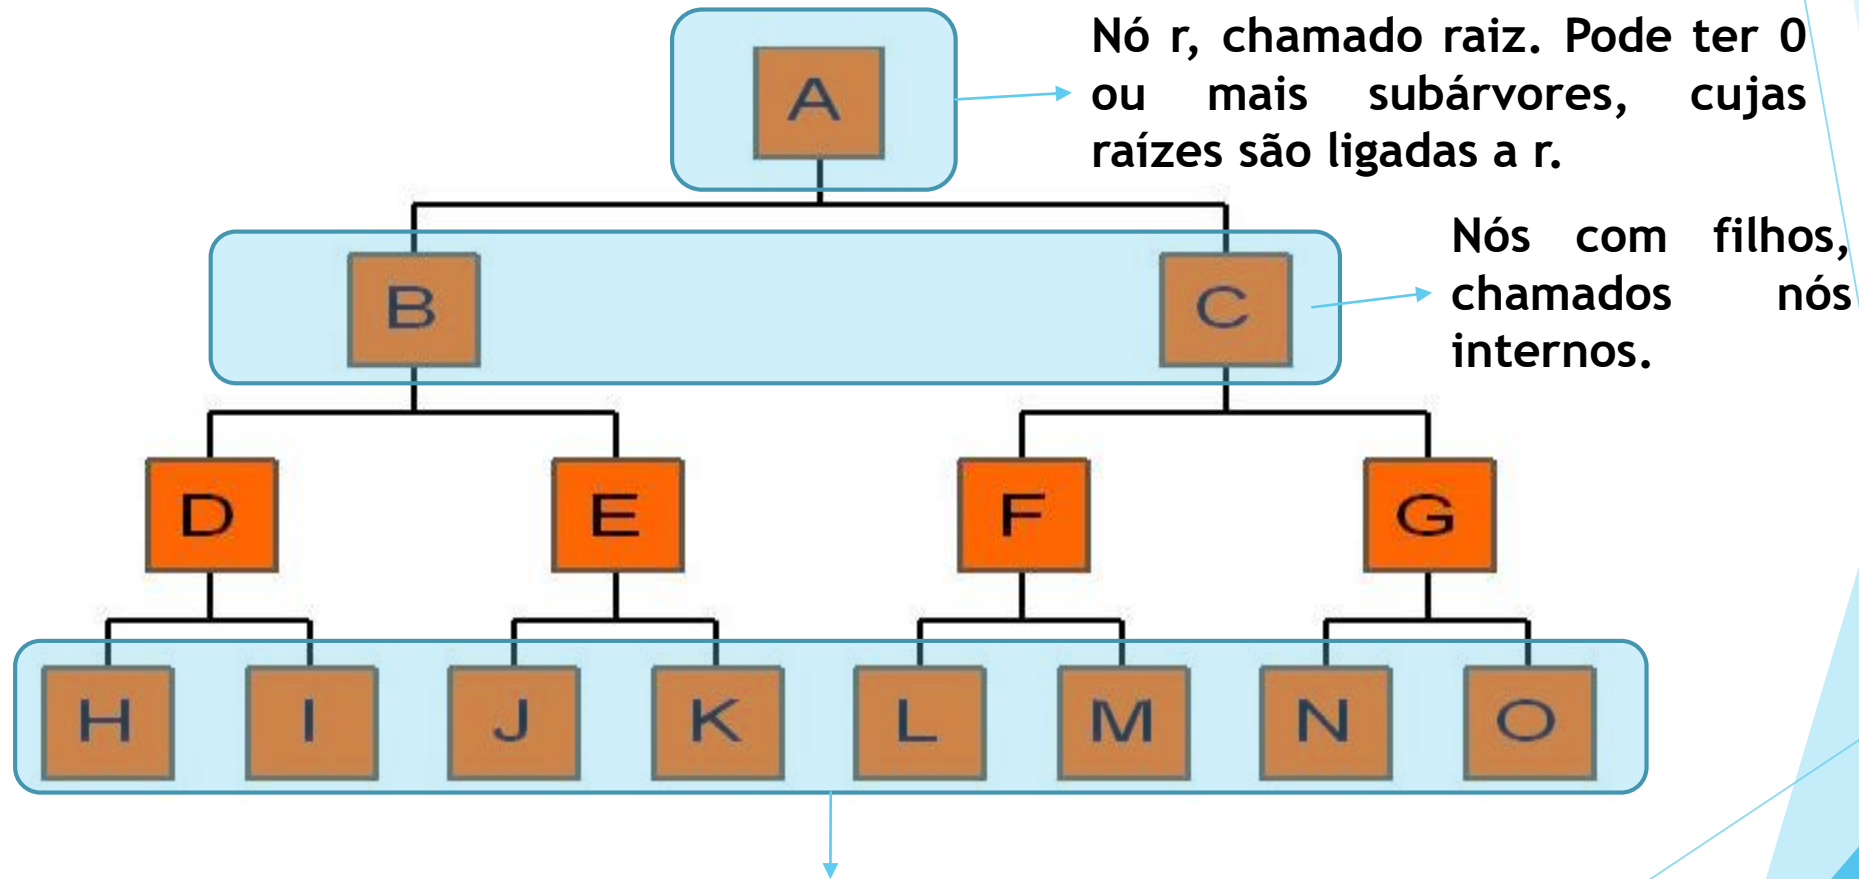 A
Nó r, chamado raiz. Pode ter 0
ou mais subárvores, cujas
raízes são ligadas a r.
B
C
Nós com filhos,
chamados nós
internos.
D E F G
H I J K L M N O